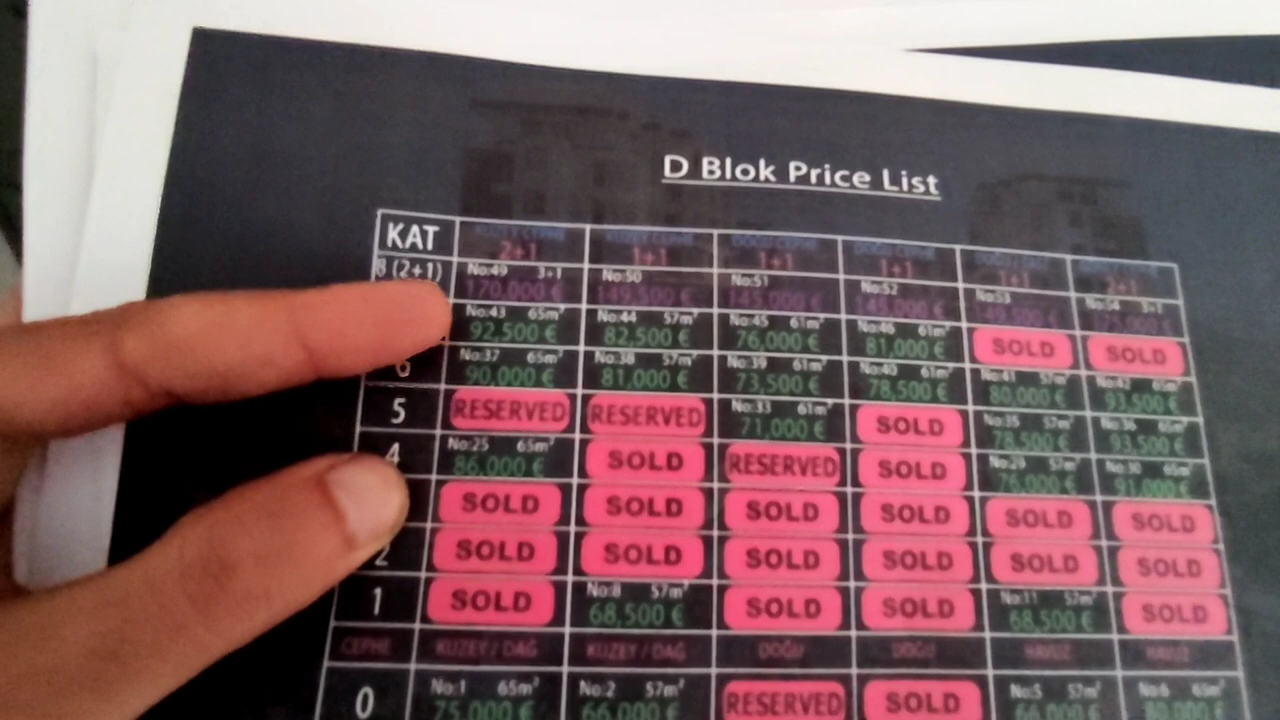 D Blok Price List
KAT 2+1 1+1 1+1 1+1 1+1 2+1
8 (2+1) No:49 3+1 No:50 No:51 No:52 No:53 No:54 3+1
170,000 € 149,500 € 145,000 €
No:43 65m² No:44 57m² No:45 61m² No:46 61m² SOLD SOLD
92,500 € 82,500 € 76,000 € 81,000 €
6 No:37 65m² No:38 57m² No:39 61m² No:40 61m² No:41 57m² No:42 65m²
90,000 € 81,000 € 73,500 € 78,500 € 80,000 € 93,500 €
5 RESERVED RESERVED No:33 61m² SOLD No:35 57m² No:36 65m²
71,000 € 78,500 € 93,500 €
4 No:25 65m² SOLD RESERVED SOLD No:29 57m² No:30 65m²
86,000 € 76,000 € 91,000 €
SOLD SOLD SOLD SOLD SOLD SOLD
2 SOLD SOLD SOLD SOLD SOLD SOLD
1 SOLD No:8 57m² SOLD SOLD No:11 57m² SOLD
68,500 € 68,500 €
CEPHE KUZEY / DAĞ KUZEY / DAĞ DOĞU DOĞU HAVUZ HAVUZ
0 No:1 65m² No:2 57m² RESERVED SOLD No:5 57m² No:6 65m²
75,000 € 66,000 € 66,000 € 80,000 €